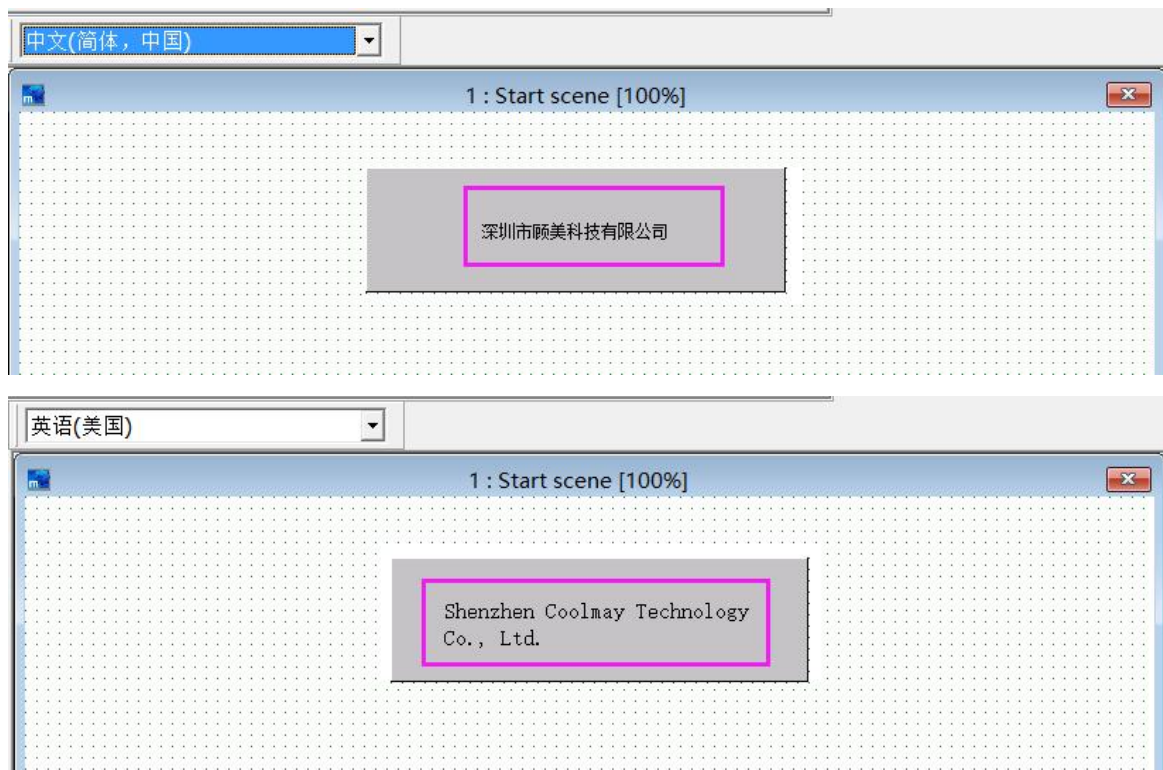 中文(简体，中国)
1 : Start scene [100%]
深圳市顾美科技有限公司
英语(美国)
1 : Start scene [100%]
Shenzhen Coolmay Technology
Co., Ltd.